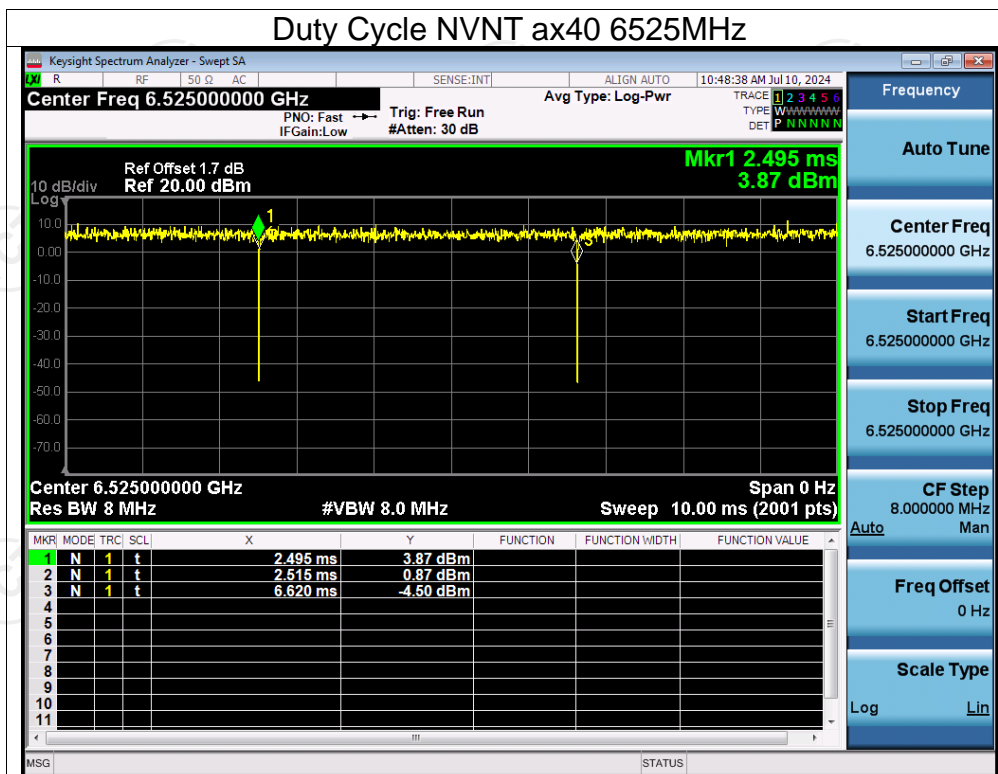 Duty Cycle NVNT ax40 6525MHz
Keysight Spectrum Analyzer - Swept SA
LXI R RF 50 Ω AC SENSE:INT ALIGN AUTO 10:48:38 AM Jul 10, 2024
Center Freq 6.525000000 GHz
PNO: Fast
IFGain:Low
Trig: Free Run
#Atten: 30 dB
Avg Type: Log-Pwr
TRACE 1 2 3 4 5 6
TYPE WWWWWW
DET P N N N N N
Ref Offset 1.7 dB
10 dB/div Ref 20.00 dBm
Log
Mkr1 2.495 ms
3.87 dBm
10.0
0.00
-10.0
-20.0
-30.0
-40.0
-50.0
-60.0
-70.0
1
3
Center 6.525000000 GHz Span 0 Hz
Res BW 8 MHz #VBW 8.0 MHz Sweep 10.00 ms (2001 pts)
MKR MODE TRC SCL X Y FUNCTION FUNCTION WIDTH FUNCTION VALUE
1 N 1 t 2.495 ms 3.87 dBm
2 N 1 t 2.515 ms 0.87 dBm
3 N 1 t 6.620 ms -4.50 dBm
4
5
6
7
8
9
10
11
MSG STATUS
Frequency
Auto Tune
Center Freq
6.525000000 GHz
Start Freq
6.525000000 GHz
Stop Freq
6.525000000 GHz
CF Step
8.000000 MHz
Auto Man
Freq Offset
0 Hz
Scale Type
Log Lin